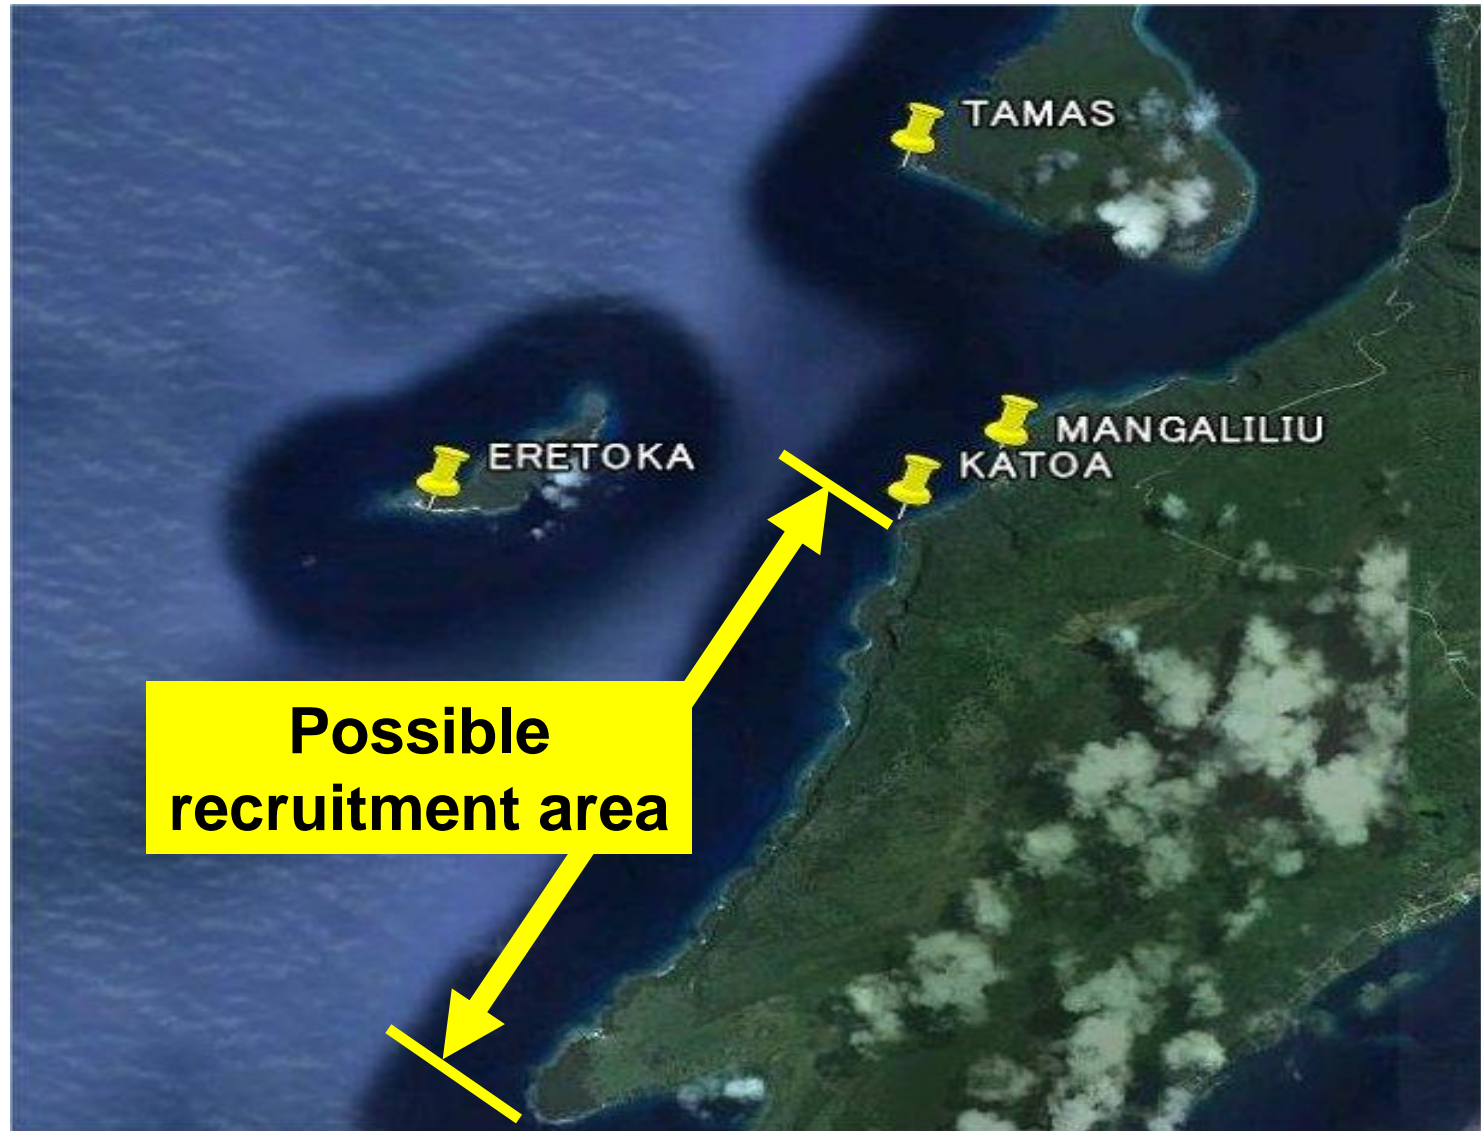 TAMAS
MANGALILIU
ERETOKA
KATOA
Possible
recruitment area